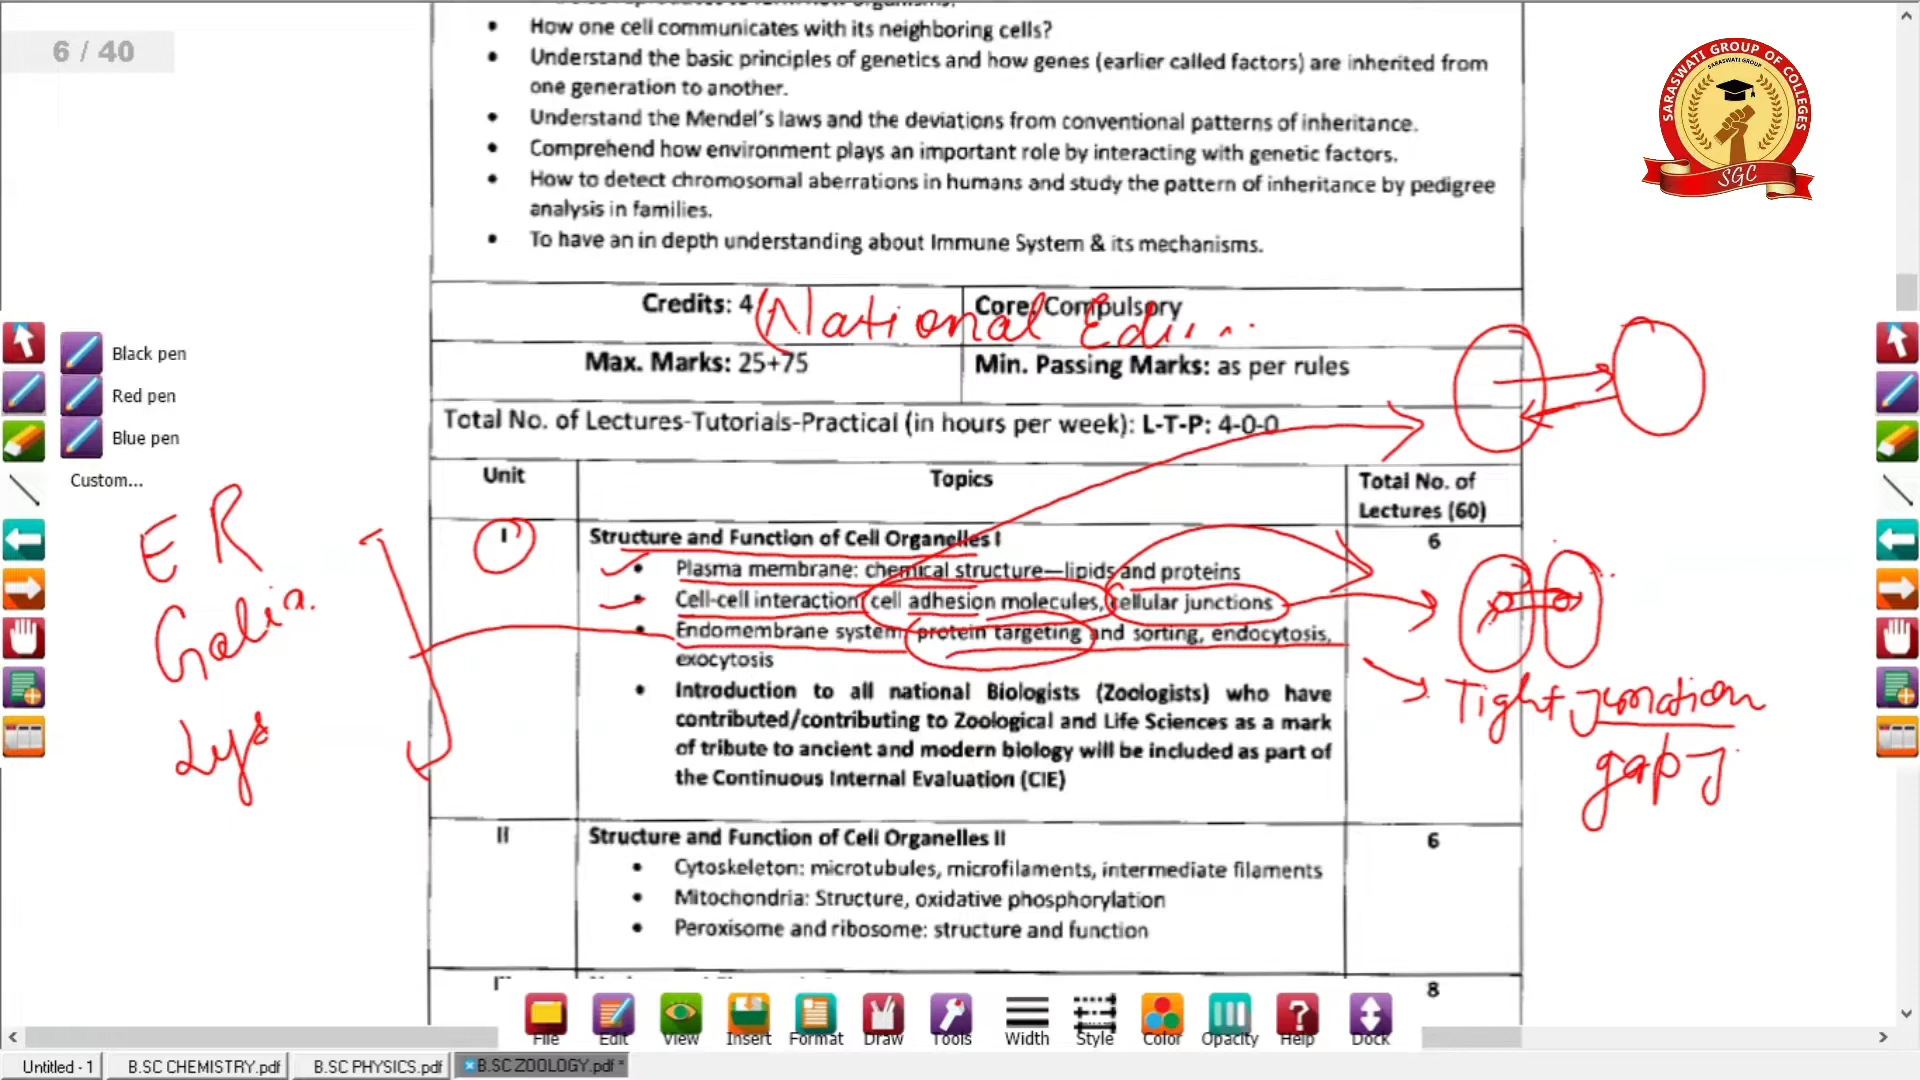 6 / 40
How one cell communicates with its neighboring cells?
Understand the basic principles of genetics and how genes (earlier called factors) are inherited from
one generation to another.
Understand the Mendel's laws and the deviations from conventional patterns of inheritance.
Comprehend how environment plays an important role by interacting with genetic factors.
How to detect chromosomal aberrations in humans and study the pattern of inheritance by pedigree
analysis in families.
To have an in depth understanding about Immune System & its mechanisms.
SARASWATI GROUP OF COLLEGES
SARASWATI GROUP
SGC
Credits: 4
National
Core Compulsory
Max. Marks: 25+75
Min. Passing Marks: as per rules
Total No. of Lectures-Tutorials-Practical (in hours per week): L-T-P: 4-0-0
Black pen
Red pen
Blue pen
Custom...
Unit
Topics
Total No. of
Lectures (60)
ER
I
Structure and Function of Cell Organelles I
6
Plasma membrane: chemical structure—lipids and proteins
Cell-cell interaction cell adhesion molecules, cellular junctions
Endomembrane system protein targeting and sorting, endocytosis,
exocytosis
Introduction to all national Biologists (Zoologists) who have
contributed/contributing to Zoological and Life Sciences as a mark
of tribute to ancient and modern biology will be included as part of
the Continuous Internal Evaluation (CIE)
Tight
gap J
II
Structure and Function of Cell Organelles II
6
Cytoskeleton: microtubules, microfilaments, intermediate filaments
Mitochondria: Structure, oxidative phosphorylation
Peroxisome and ribosome: structure and function
8
File
Edit
View
Insert
Format
Draw
Tools
Width
Style
Color
Opacity
Help
Dock
Untitled - 1
B.SC CHEMISTRY.pdf
B.SC PHYSICS.pdf
B.SC ZOOLOGY.pdf *